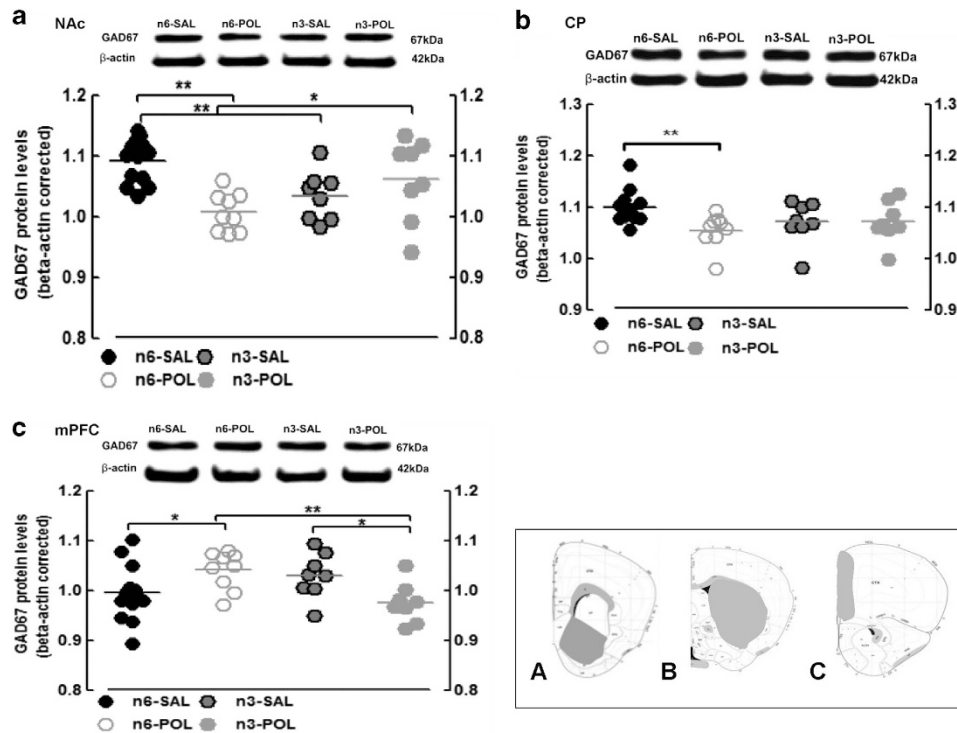 a NAc
n6-SAL n6-POL n3-SAL n3-POL
GAD67 67kDa
β-actin 42kDa
** *
**
GAD67 protein levels
(beta-actin corrected)
1.2 1.2
1.1 1.1
1.0 1.0
0.9 0.9
0.8 0.8
n6-SAL n3-SAL
n6-POL n3-POL
b CP
n6-SAL n6-POL n3-SAL n3-POL
GAD67 67kDa
β-actin 42kDa
**
GAD67 protein levels
(beta-actin corrected)
1.3 1.3
1.2 1.2
1.1 1.1
1.0 1.0
0.9 0.9
n6-SAL n3-SAL
n6-POL n3-POL
c mPFC
n6-SAL n6-POL n3-SAL n3-POL
GAD67 67kDa
β-actin 42kDa
* **
*
GAD67 protein levels
(beta-actin corrected)
1.2 1.2
1.1 1.1
1.0 1.0
0.9 0.9
0.8 0.8
n6-SAL n3-SAL
n6-POL n3-POL
A B C